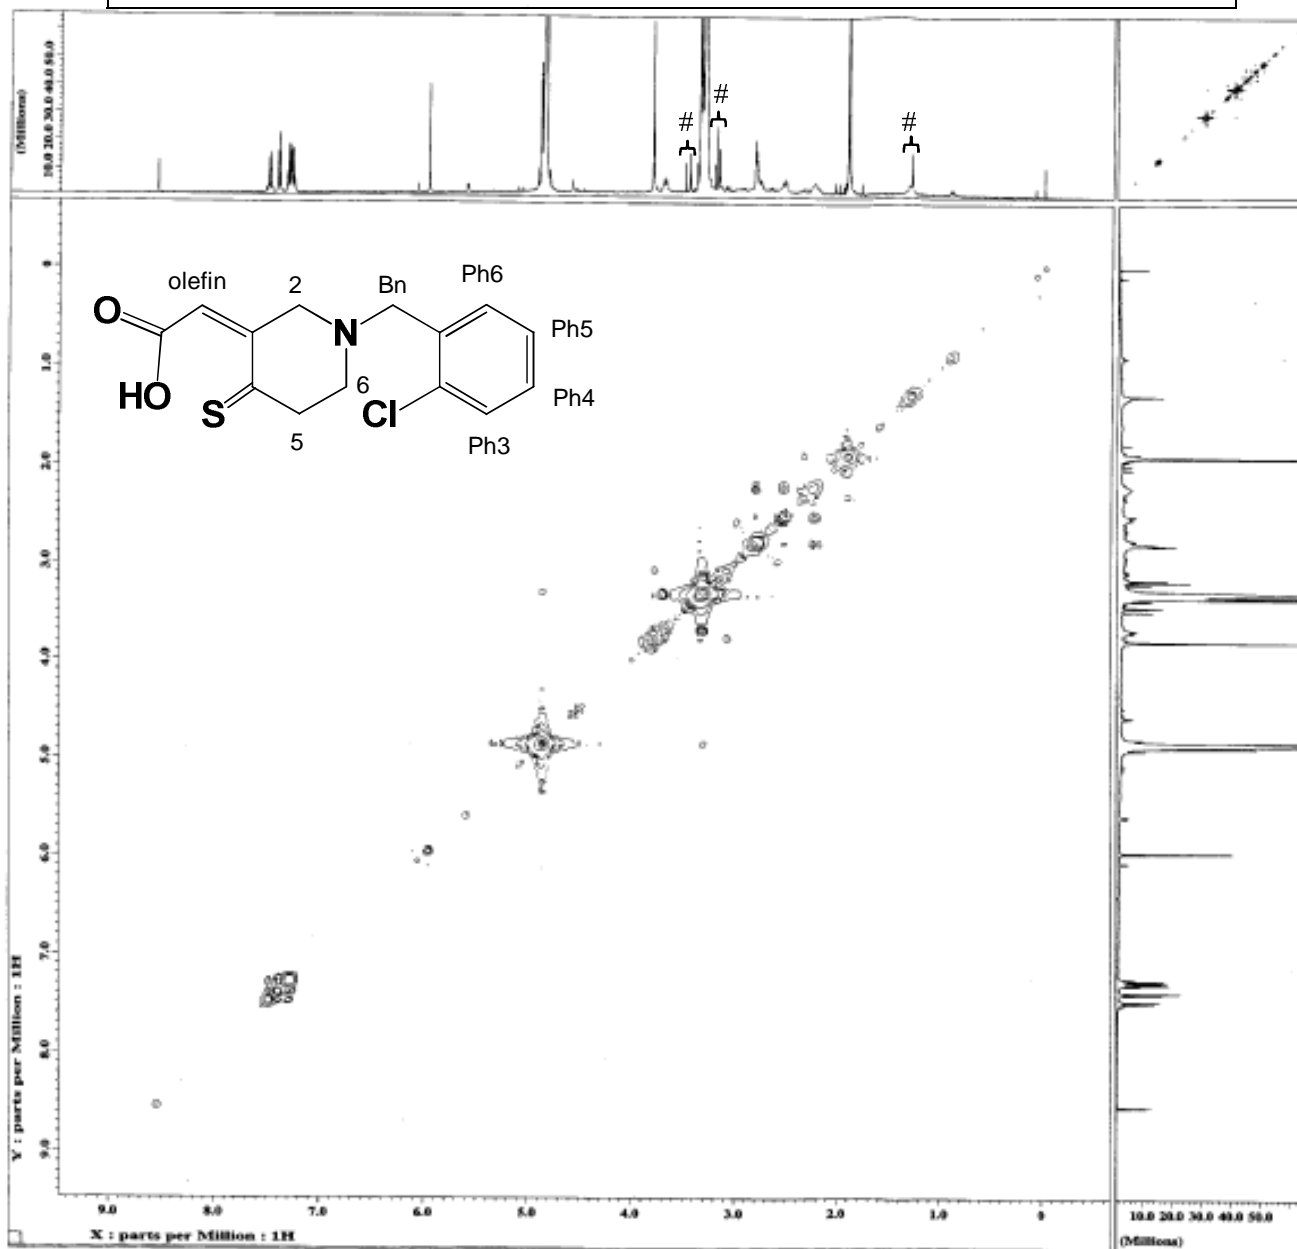 (Millions)
10.0 20.0 30.0 40.0 50.0
#
#
#
olefin
2
Bn
Ph6
O
N
Ph5
HO
S
6
Cl
Ph4
5
Ph3
0
1.0
2.0
3.0
4.0
5.0
6.0
7.0
8.0
9.0
Y : parts per Million : 1H
9.0 8.0 7.0 6.0 5.0 4.0 3.0 2.0 1.0 0
X : parts per Million : 1H
10.0 20.0 30.0 40.0 50.0
(Millions)